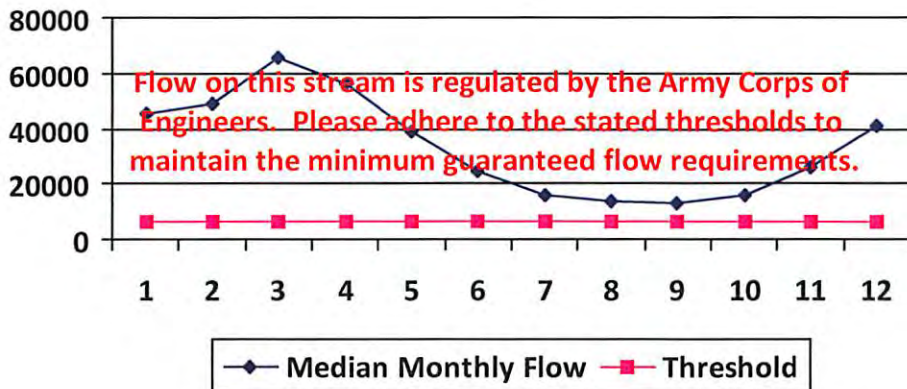 80000
60000
40000
20000
0
Flow on this stream is regulated by the Army Corps of
Engineers. Please adhere to the stated thresholds to
maintain the minimum guaranteed flow requirements.
1 2 3 4 5 6 7 8 9 10 11 12
Median Monthly Flow Threshold